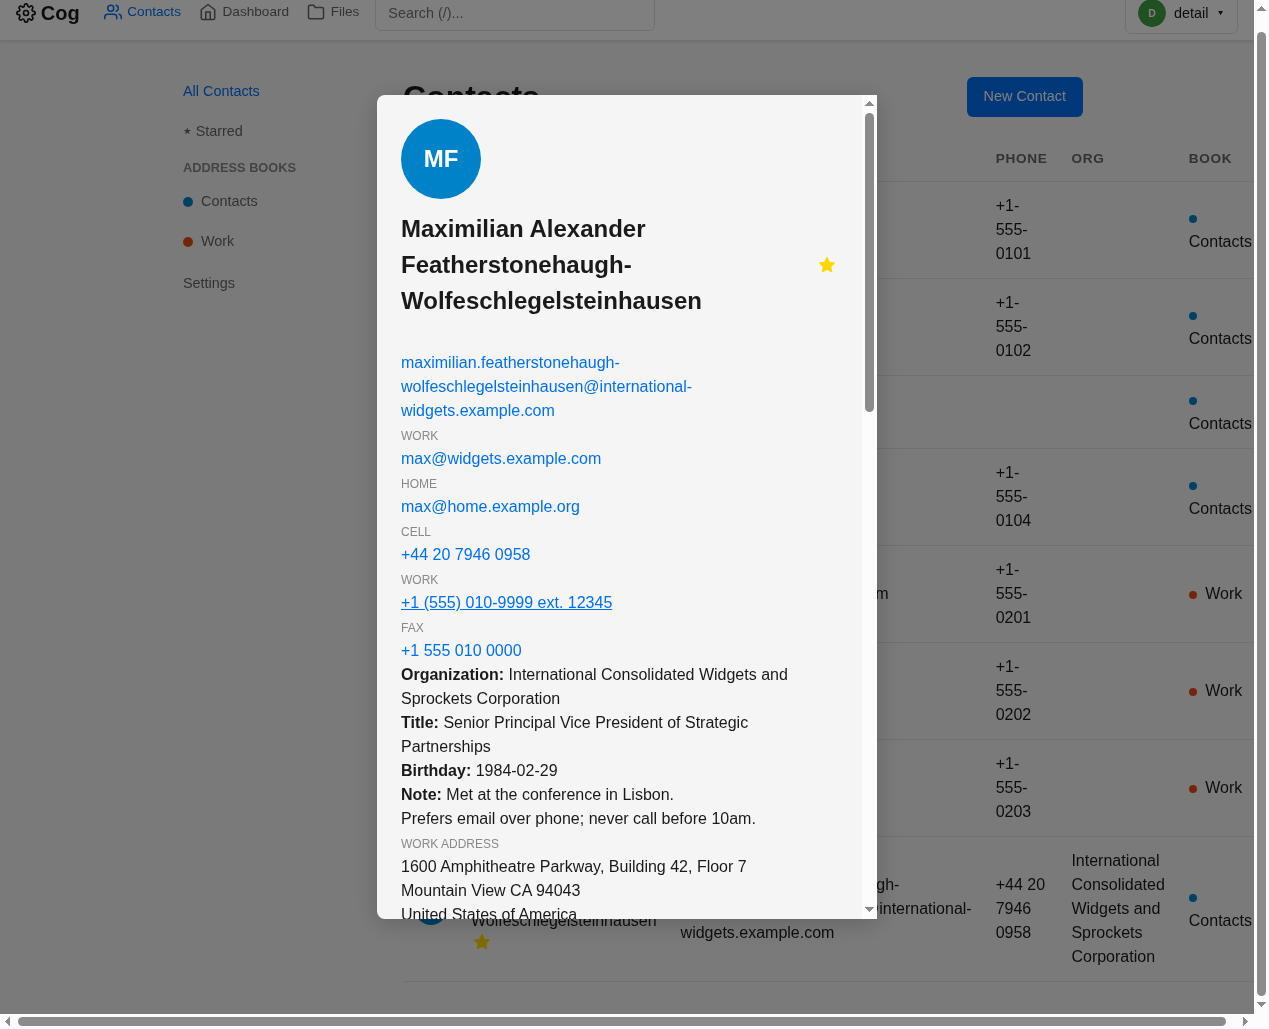 Cog
Contacts
Dashboard
Files
Search (/)...
D
detail
All Contacts
★ Starred
ADDRESS BOOKS
Contacts
Work
Settings
Contacts
New Contact
PHONE
ORG
BOOK
+1-
555-
0101
Contacts
+1-
555-
0102
Contacts
Contacts
+1-
555-
0104
Contacts
m
+1-
555-
0201
Work
+1-
555-
0202
Work
+1-
555-
0203
Work
gh-
international-
widgets.example.com
Wolfeschlegelsteinhausen
+44 20
7946
0958
International
Consolidated
Widgets and
Sprockets
Corporation
Contacts
MF
Maximilian Alexander
Featherstonehaugh-
Wolfeschlegelsteinhausen
maximilian.featherstonehaugh-
wolfeschlegelsteinhausen@international-
widgets.example.com
WORK
max@widgets.example.com
HOME
max@home.example.org
CELL
+44 20 7946 0958
WORK
+1 (555) 010-9999 ext. 12345
FAX
+1 555 010 0000
Organization: International Consolidated Widgets and
Sprockets Corporation
Title: Senior Principal Vice President of Strategic
Partnerships
Birthday: 1984-02-29
Note: Met at the conference in Lisbon.
Prefers email over phone; never call before 10am.
WORK ADDRESS
1600 Amphitheatre Parkway, Building 42, Floor 7
Mountain View CA 94043
United States of America